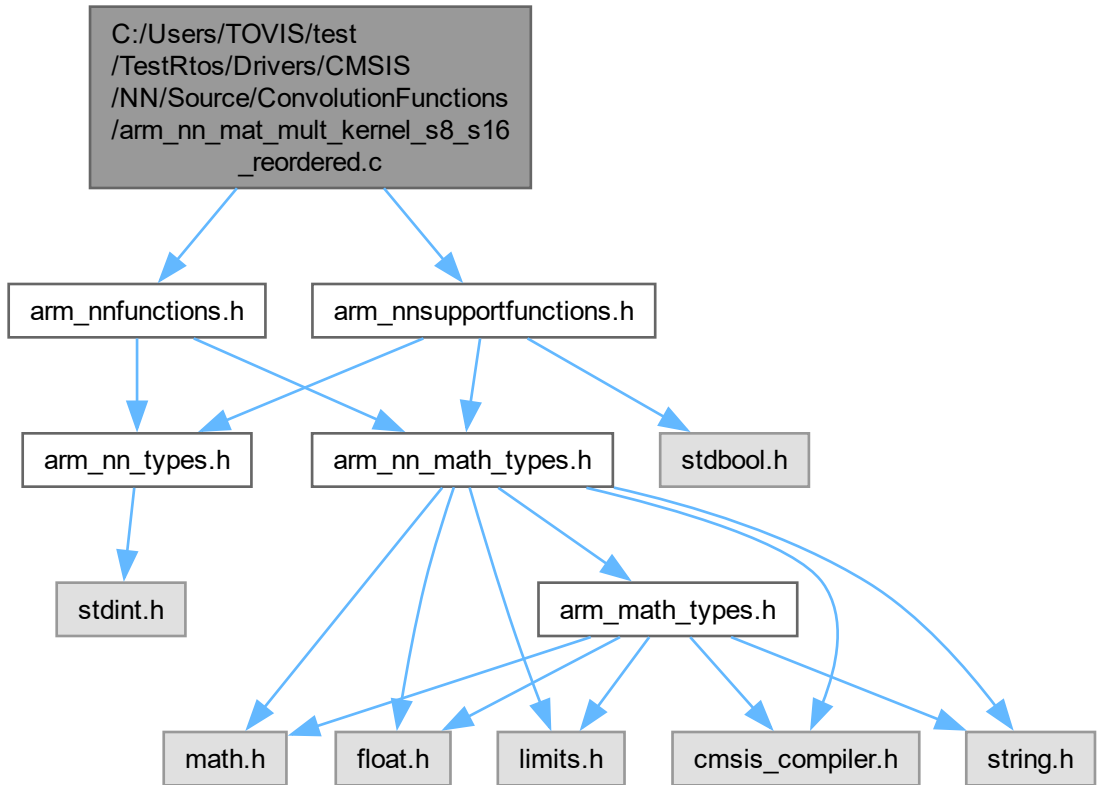 C:/Users/TOVIS/test
/TestRtos/Drivers/CMSIS
/NN/Source/ConvolutionFunctions
/arm_nn_mat_mult_kernel_s8_s16
_reordered.c
arm_nnfunctions.h
arm_nnsupportfunctions.h
arm_nn_types.h
arm_nn_math_types.h
stdbool.h
stdint.h
arm_math_types.h
math.h
float.h
limits.h
cmsis_compiler.h
string.h